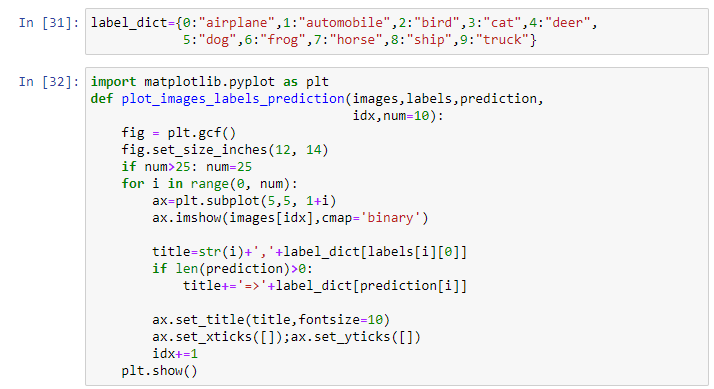 In [31]: label_dict={0:"airplane",1:"automobile",2:"bird",3:"cat",4:"deer",
            5:"dog",6:"frog",7:"horse",8:"ship",9:"truck"}
In [32]: import matplotlib.pyplot as plt
def plot_images_labels_prediction(images,labels,prediction,
                                  idx,num=10):
    fig = plt.gcf()
    fig.set_size_inches(12, 14)
    if num>25: num=25
    for i in range(0, num):
        ax=plt.subplot(5,5, 1+i)
        ax.imshow(images[idx],cmap='binary')
        title=str(i)+','+label_dict[labels[i][0]]
        if len(prediction)>0:
            title+='=>'+label_dict[prediction[i]]
        ax.set_title(title,fontsize=10)
        ax.set_xticks([]);ax.set_yticks([])
        idx+=1
    plt.show()